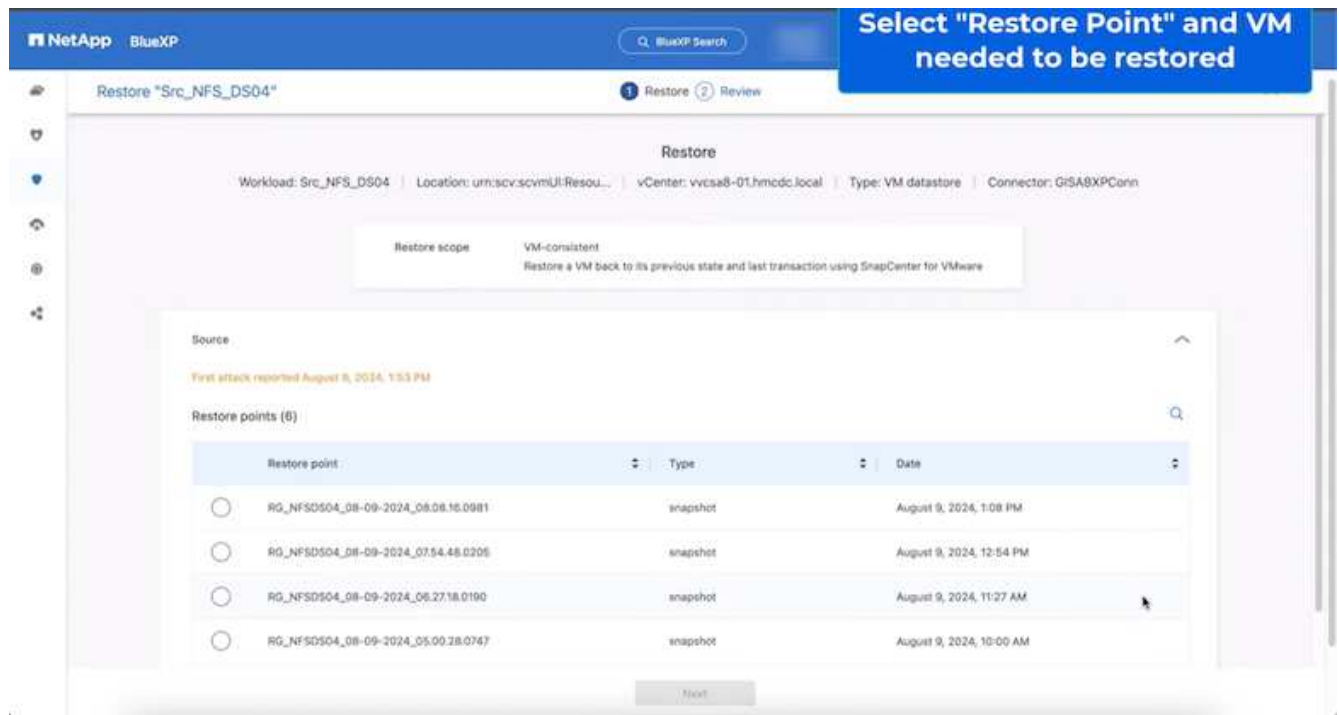 NetApp BlueXP
BlueXP Search
Select "Restore Point" and VM
needed to be restored
Restore "Src_NFS_DS04"
1 Restore 2 Review
Restore
Workload: Src_NFS_DS04 | Location: urn:scv:scvmUI:Resou... | vCenter: vvcsa8-01.hmcdc.local | Type: VM datastore | Connector: GISABXPConn
Restore scope
VM-consistent
Restore a VM back to its previous state and last transaction using SnapCenter for VMware
Source
First attack reported August 8, 2024, 1:53 PM
Restore points (6)
Restore point Type Date
RG_NFSDS04_08-09-2024_08.08.16.0981 snapshot August 9, 2024, 1:08 PM
RG_NFSDS04_08-09-2024_07.54.48.0205 snapshot August 9, 2024, 12:54 PM
RG_NFSDS04_08-09-2024_06.27.18.0190 snapshot August 9, 2024, 11:27 AM
RG_NFSDS04_08-09-2024_05.00.28.0747 snapshot August 9, 2024, 10:00 AM
Next